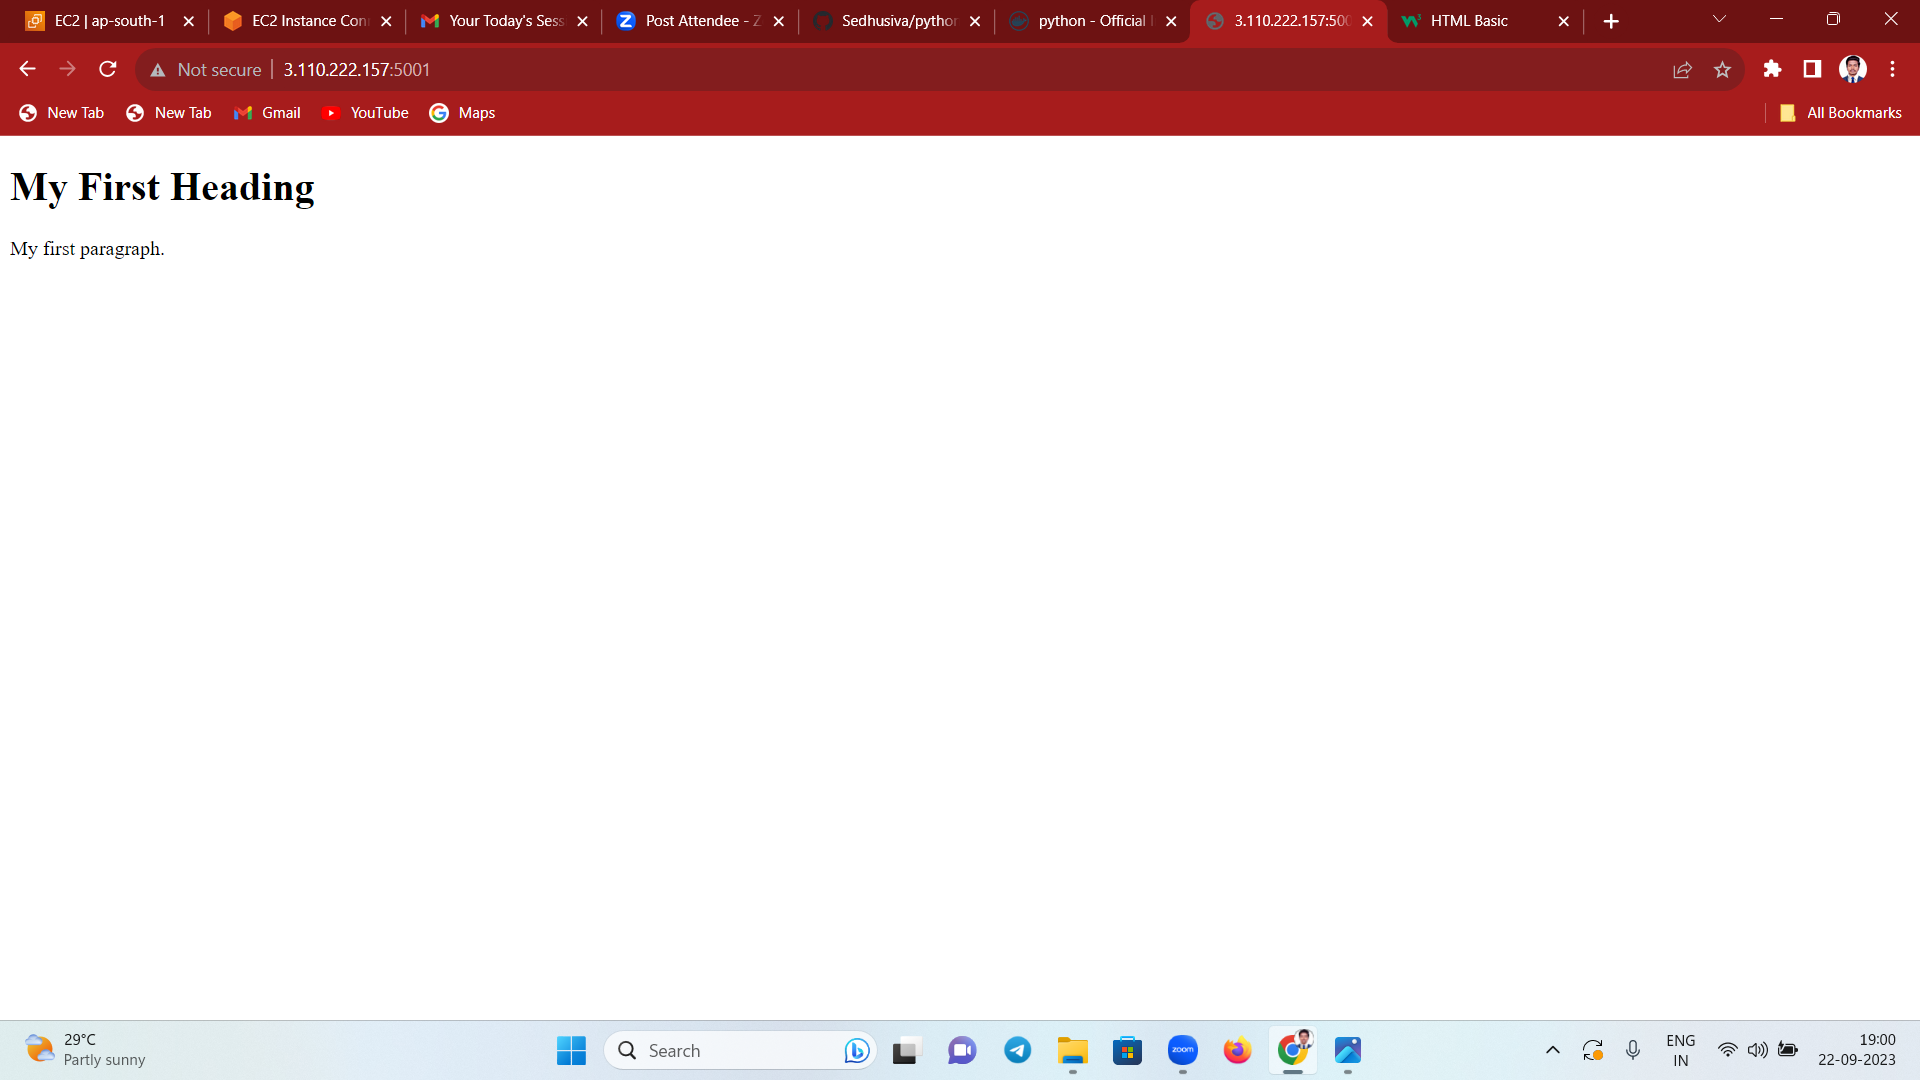 EC2 | ap-south-1
EC2 Instance Con
Your Today's Sess
Post Attendee - Z
Sedhusiva/python
python - Official
3.110.222.157:500
HTML Basic
Not secure
3.110.222.157:5001
New Tab
New Tab
Gmail
YouTube
Maps
All Bookmarks
My First Heading
My first paragraph.
29°C
Partly sunny
Search
zoom
ENG
IN
19:00
22-09-2023